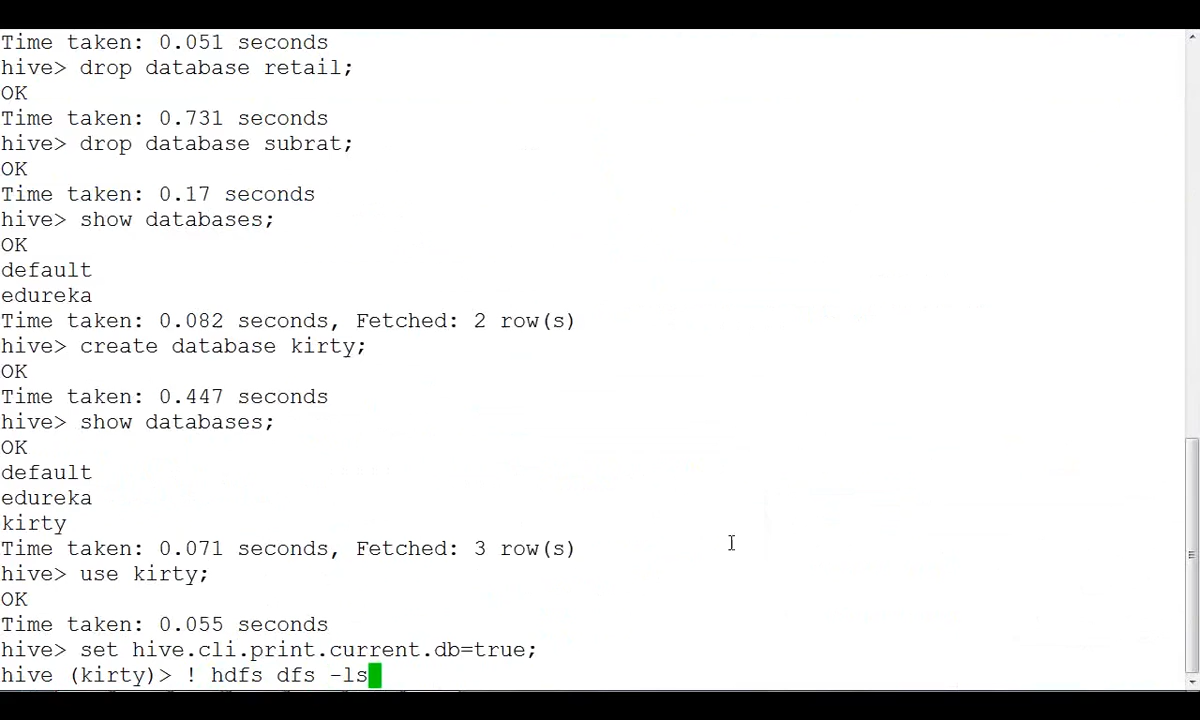 Time taken: 0.051 seconds
hive> drop database retail;
OK
Time taken: 0.731 seconds
hive> drop database subrat;
OK
Time taken: 0.17 seconds
hive> show databases;
OK
default
edureka
Time taken: 0.082 seconds, Fetched: 2 row(s)
hive> create database kirty;
OK
Time taken: 0.447 seconds
hive> show databases;
OK
default
edureka
kirty
Time taken: 0.071 seconds, Fetched: 3 row(s)
hive> use kirty;
OK
Time taken: 0.055 seconds
hive> set hive.cli.print.current.db=true;
hive (kirty)> ! hdfs dfs -ls